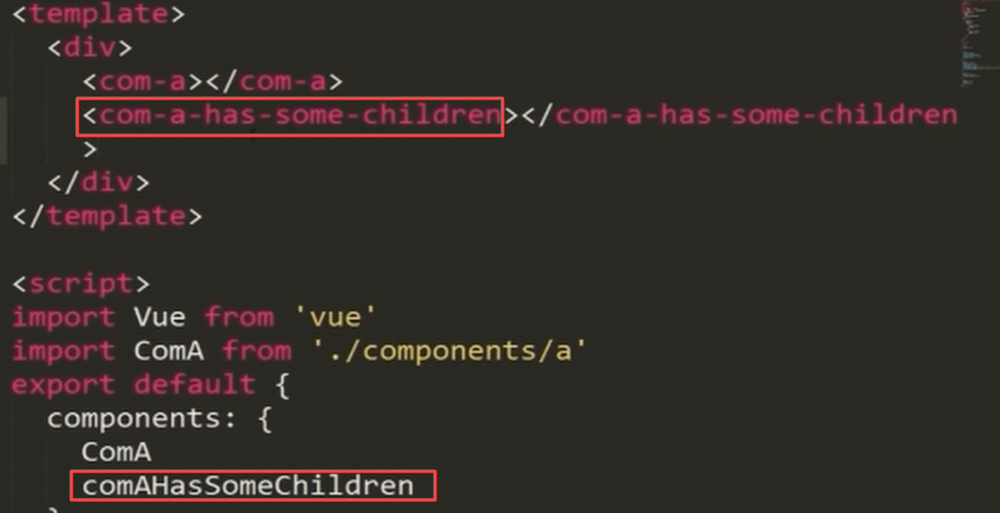 <template>
<div>
<com-a></com-a>
<com-a-has-some-children></com-a-has-some-children
>
</div>
</template>
<script>
import Vue from 'vue'
import ComA from './components/a'
export default {
components: {
ComA
comAHasSomeChildren